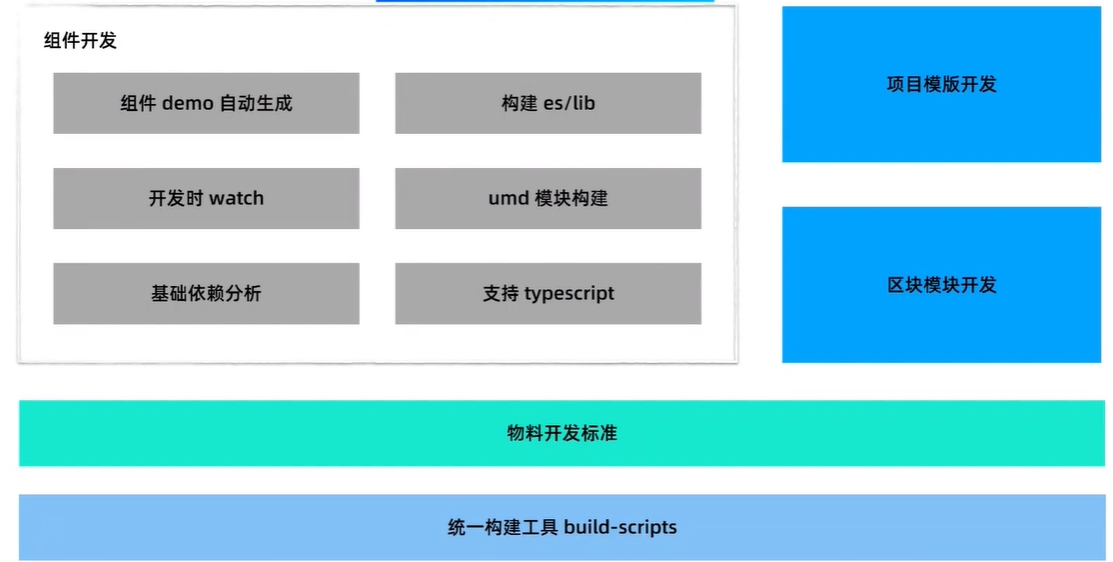 组件开发
组件 demo 自动生成
构建 es/lib
开发时 watch
umd 模块构建
基础依赖分析
支持 typescript
项目模版开发
区块模块开发
物料开发标准
统一构建工具 build-scripts